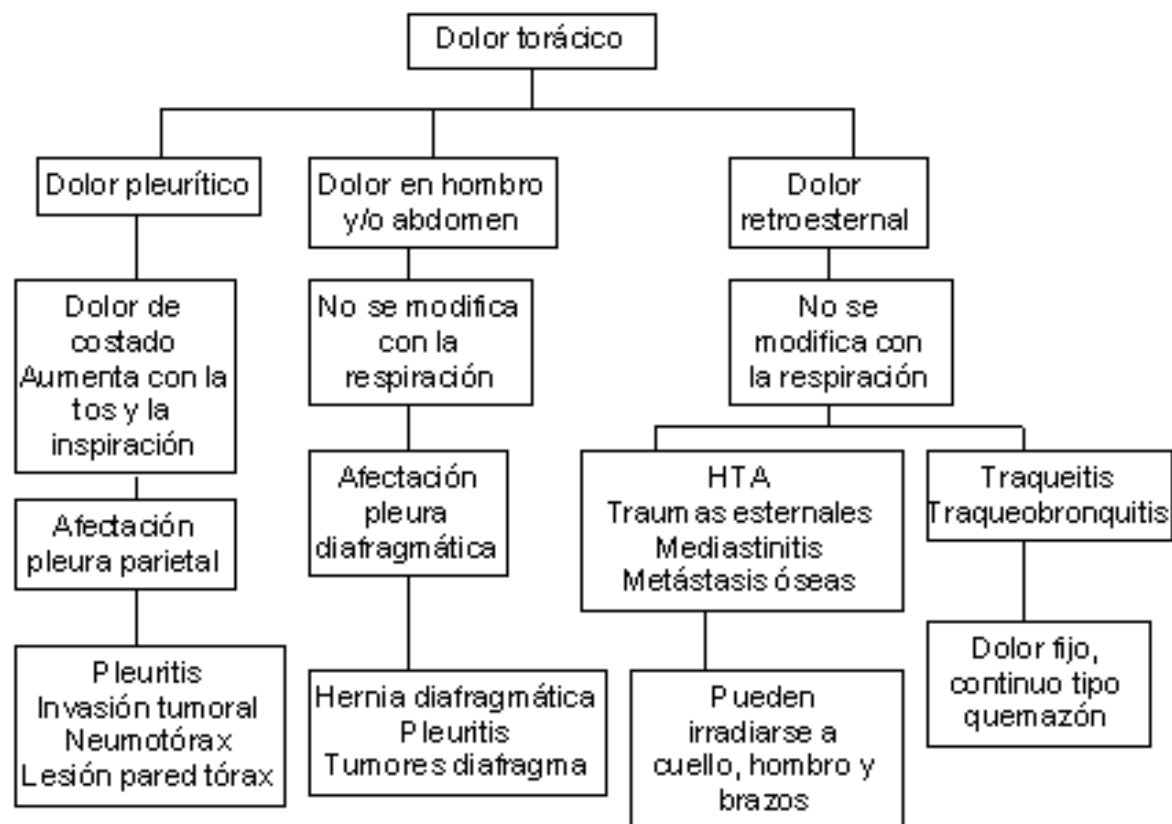 Dolor torácico
Dolor pleurítico
Dolor en hombro
y/o abdomen
Dolor
retroesternal
Dolor de
costado
Aumenta con la
tos y la
inspiración
No se modifica
con la
respiración
No se
modifica con
la respiración
Afectación
pleura parietal
Afectación
pleura
diafragmática
HTA
Traumas esternales
Mediastinitis
Metástasis óseas
Traqueitis
Traqueobronquitis
Pleuritis
Invasión tumoral
Neumotórax
Lesión pared tórax
Hernia diafragmática
Pleuritis
Tumores diafragma
Pueden
irradiarse a
cuello, hombro y
brazos
Dolor fijo,
continuo tipo
quemazón